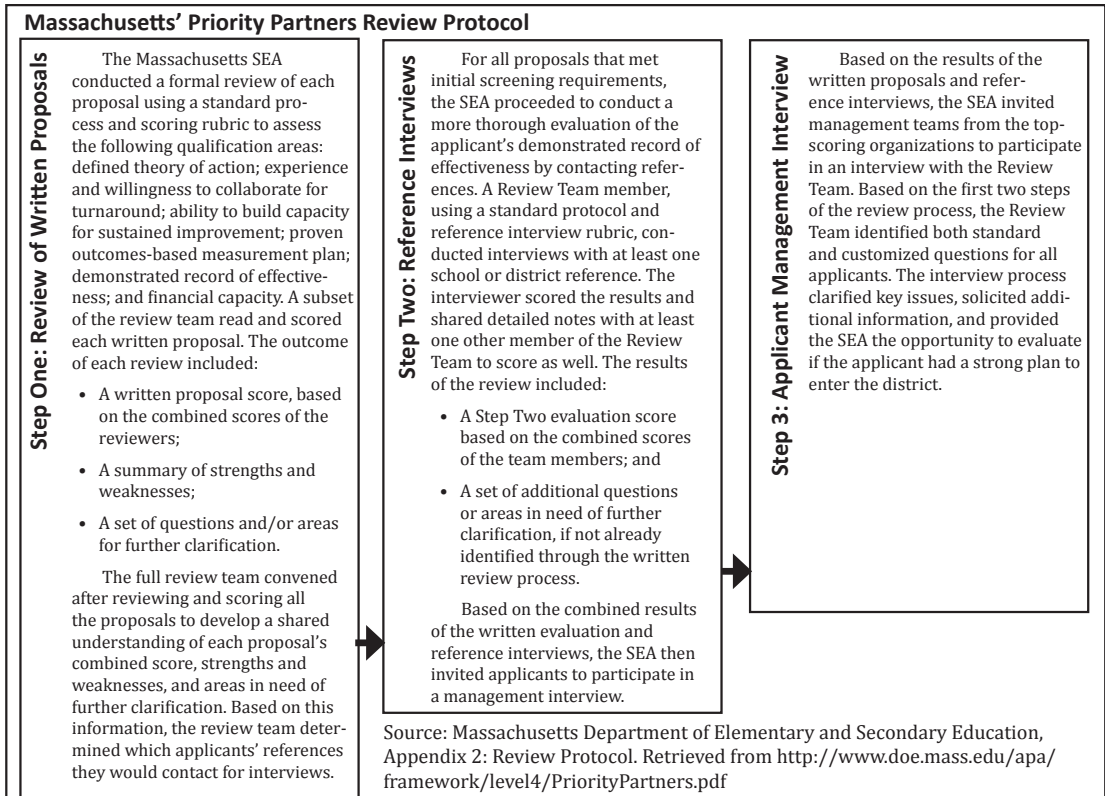 Massachusetts' Priority Partners Review Protocol
Step One: Review of Written Proposals
The Massachusetts SEA
conducted a formal review of each
proposal using a standard pro-
cess and scoring rubric to assess
the following qualification areas:
defined theory of action; experience
and willingness to collaborate for
turnaround; ability to build capacity
for sustained improvement; proven
outcomes-based measurement plan;
demonstrated record of effective-
ness; and financial capacity. A subset
of the review team read and scored
each written proposal. The outcome
of each review included:
• A written proposal score, based
on the combined scores of the
reviewers;
• A summary of strengths and
weaknesses;
• A set of questions and/or areas
for further clarification.
The full review team convened
after reviewing and scoring all
the proposals to develop a shared
understanding of each proposal's
combined score, strengths and
weaknesses, and areas in need of
further clarification. Based on this
information, the review team deter-
mined which applicants' references
they would contact for interviews.
Step Two: Reference Interviews
For all proposals that met
initial screening requirements,
the SEA proceeded to conduct a
more thorough evaluation of the
applicant's demonstrated record of
effectiveness by contacting refer-
ences. A Review Team member,
using a standard protocol and
reference interview rubric, con-
ducted interviews with at least one
school or district reference. The
interviewer scored the results and
shared detailed notes with at least
one other member of the Review
Team to score as well. The results
of the review included:
• A Step Two evaluation score
based on the combined scores
of the team members; and
• A set of additional questions
or areas in need of further
clarification, if not already
identified through the written
review process.
Based on the combined results
of the written evaluation and
reference interviews, the SEA then
invited applicants to participate in
a management interview.
Step 3: Applicant Management Interview
Based on the results of the
written proposals and refer-
ence interviews, the SEA invited
management teams from the top-
scoring organizations to participate
in an interview with the Review
Team. Based on the first two steps
of the review process, the Review
Team identified both standard
and customized questions for all
applicants. The interview process
clarified key issues, solicited addi-
tional information, and provided
the SEA the opportunity to evaluate
if the applicant had a strong plan to
enter the district.
Source: Massachusetts Department of Elementary and Secondary Education,
Appendix 2: Review Protocol. Retrieved from http://www.doe.mass.edu/apa/
framework/level4/PriorityPartners.pdf